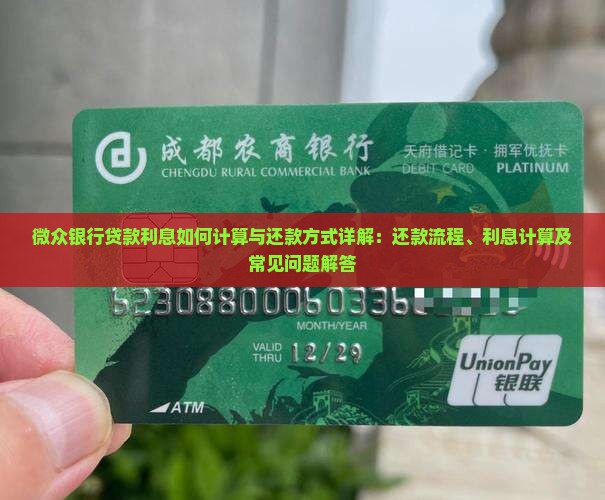 成都农商银行
CHENGDU RURAL COMMERCIAL BANK
天府借记卡·拥军优抚卡
DEBIT CARD PLATINUM
微众银行贷款利息如何计算与还款方式详解：还款流程、利息计算及
常见问题解答
MONTH/YEAR
VALID
THRU 12/29
UnionPay
银联
ATM